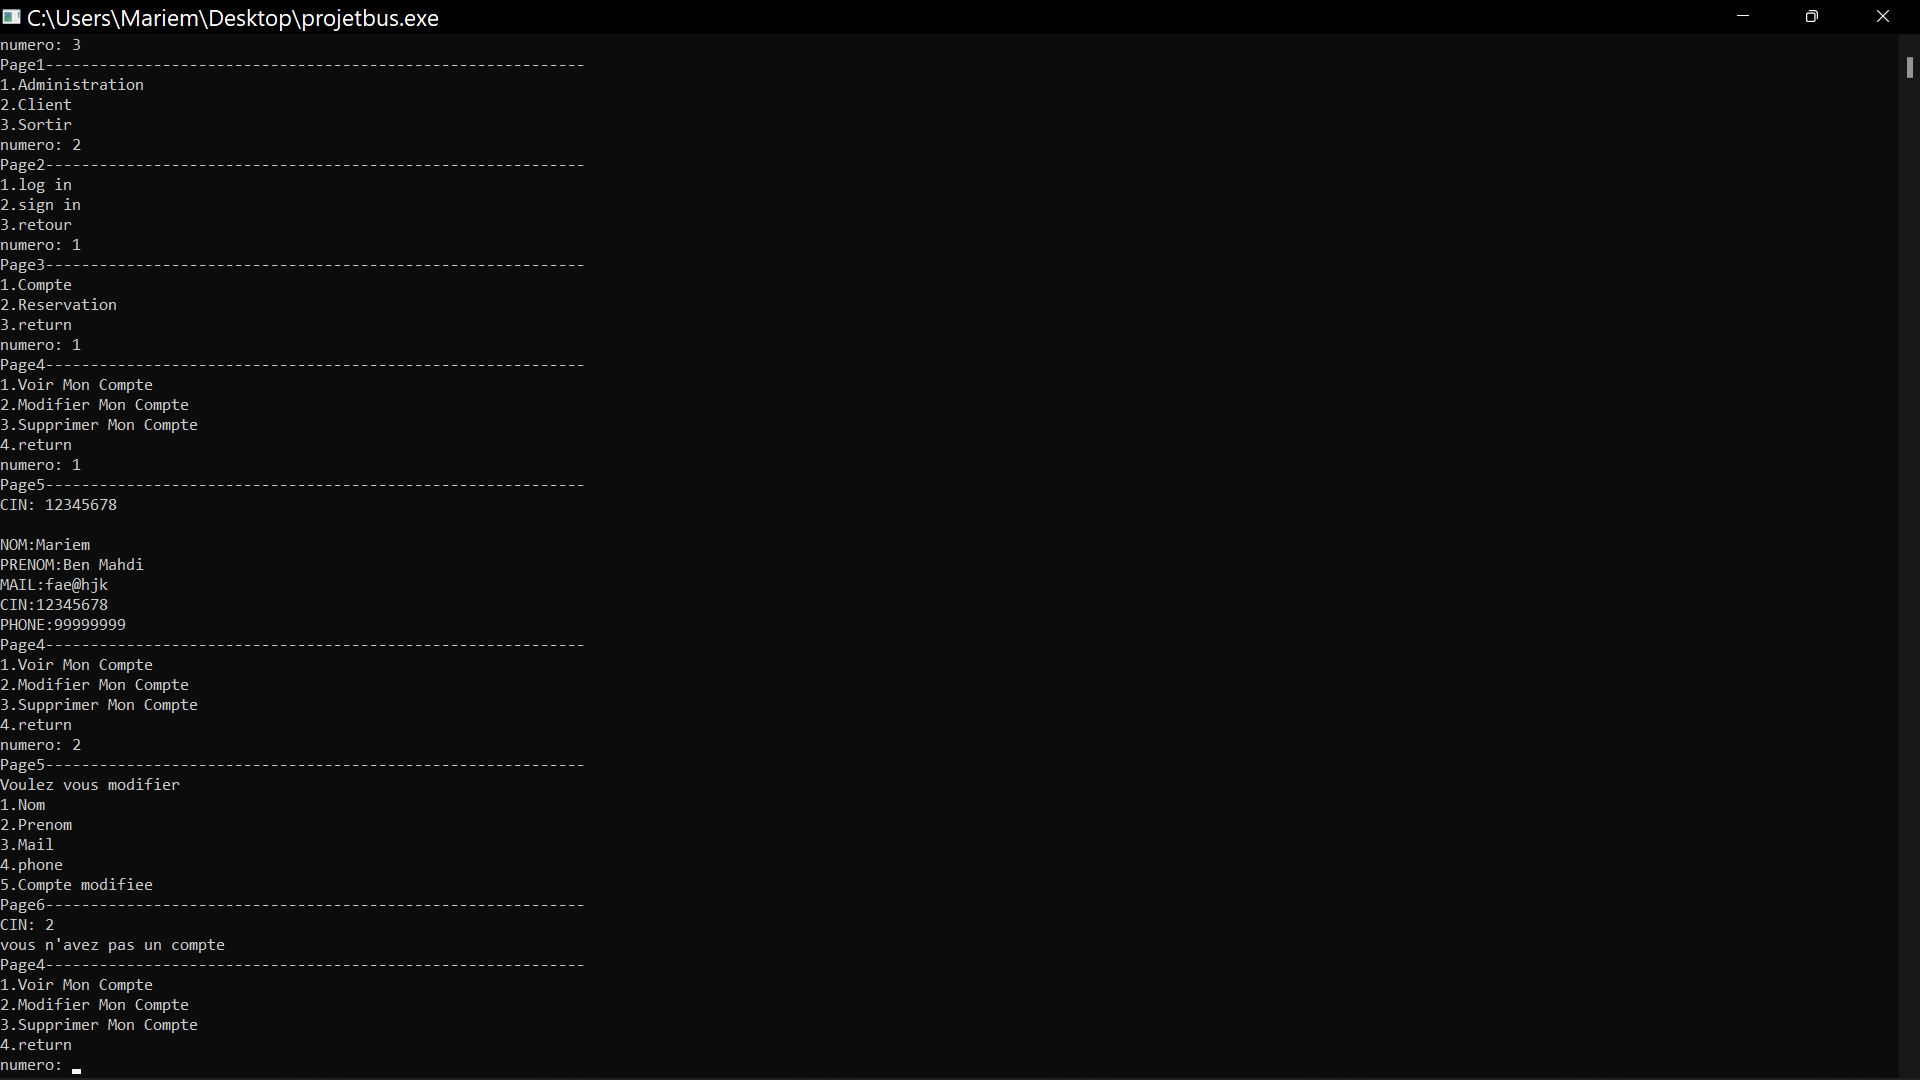 C:\Users\Mariem\Desktop\projetbus.exe
numero: 3
Page1------------------------------------------------------------
1.Administration
2.Client
3.Sortir
numero: 2
Page2------------------------------------------------------------
1.log in
2.sign in
3.retour
numero: 1
Page3------------------------------------------------------------
1.Compte
2.Reservation
3.return
numero: 1
Page4------------------------------------------------------------
1.Voir Mon Compte
2.Modifier Mon Compte
3.Supprimer Mon Compte
4.return
numero: 1
Page5------------------------------------------------------------
CIN: 12345678
NOM:Mariem
PRENOM:Ben Mahdi
MAIL:fae@hjk
CIN:12345678
PHONE:99999999
Page4------------------------------------------------------------
1.Voir Mon Compte
2.Modifier Mon Compte
3.Supprimer Mon Compte
4.return
numero: 2
Page5------------------------------------------------------------
Voulez vous modifier
1.Nom
2.Prenom
3.Mail
4.phone
5.Compte modifiee
Page6------------------------------------------------------------
CIN: 2
vous n'avez pas un compte
Page4------------------------------------------------------------
1.Voir Mon Compte
2.Modifier Mon Compte
3.Supprimer Mon Compte
4.return
numero: